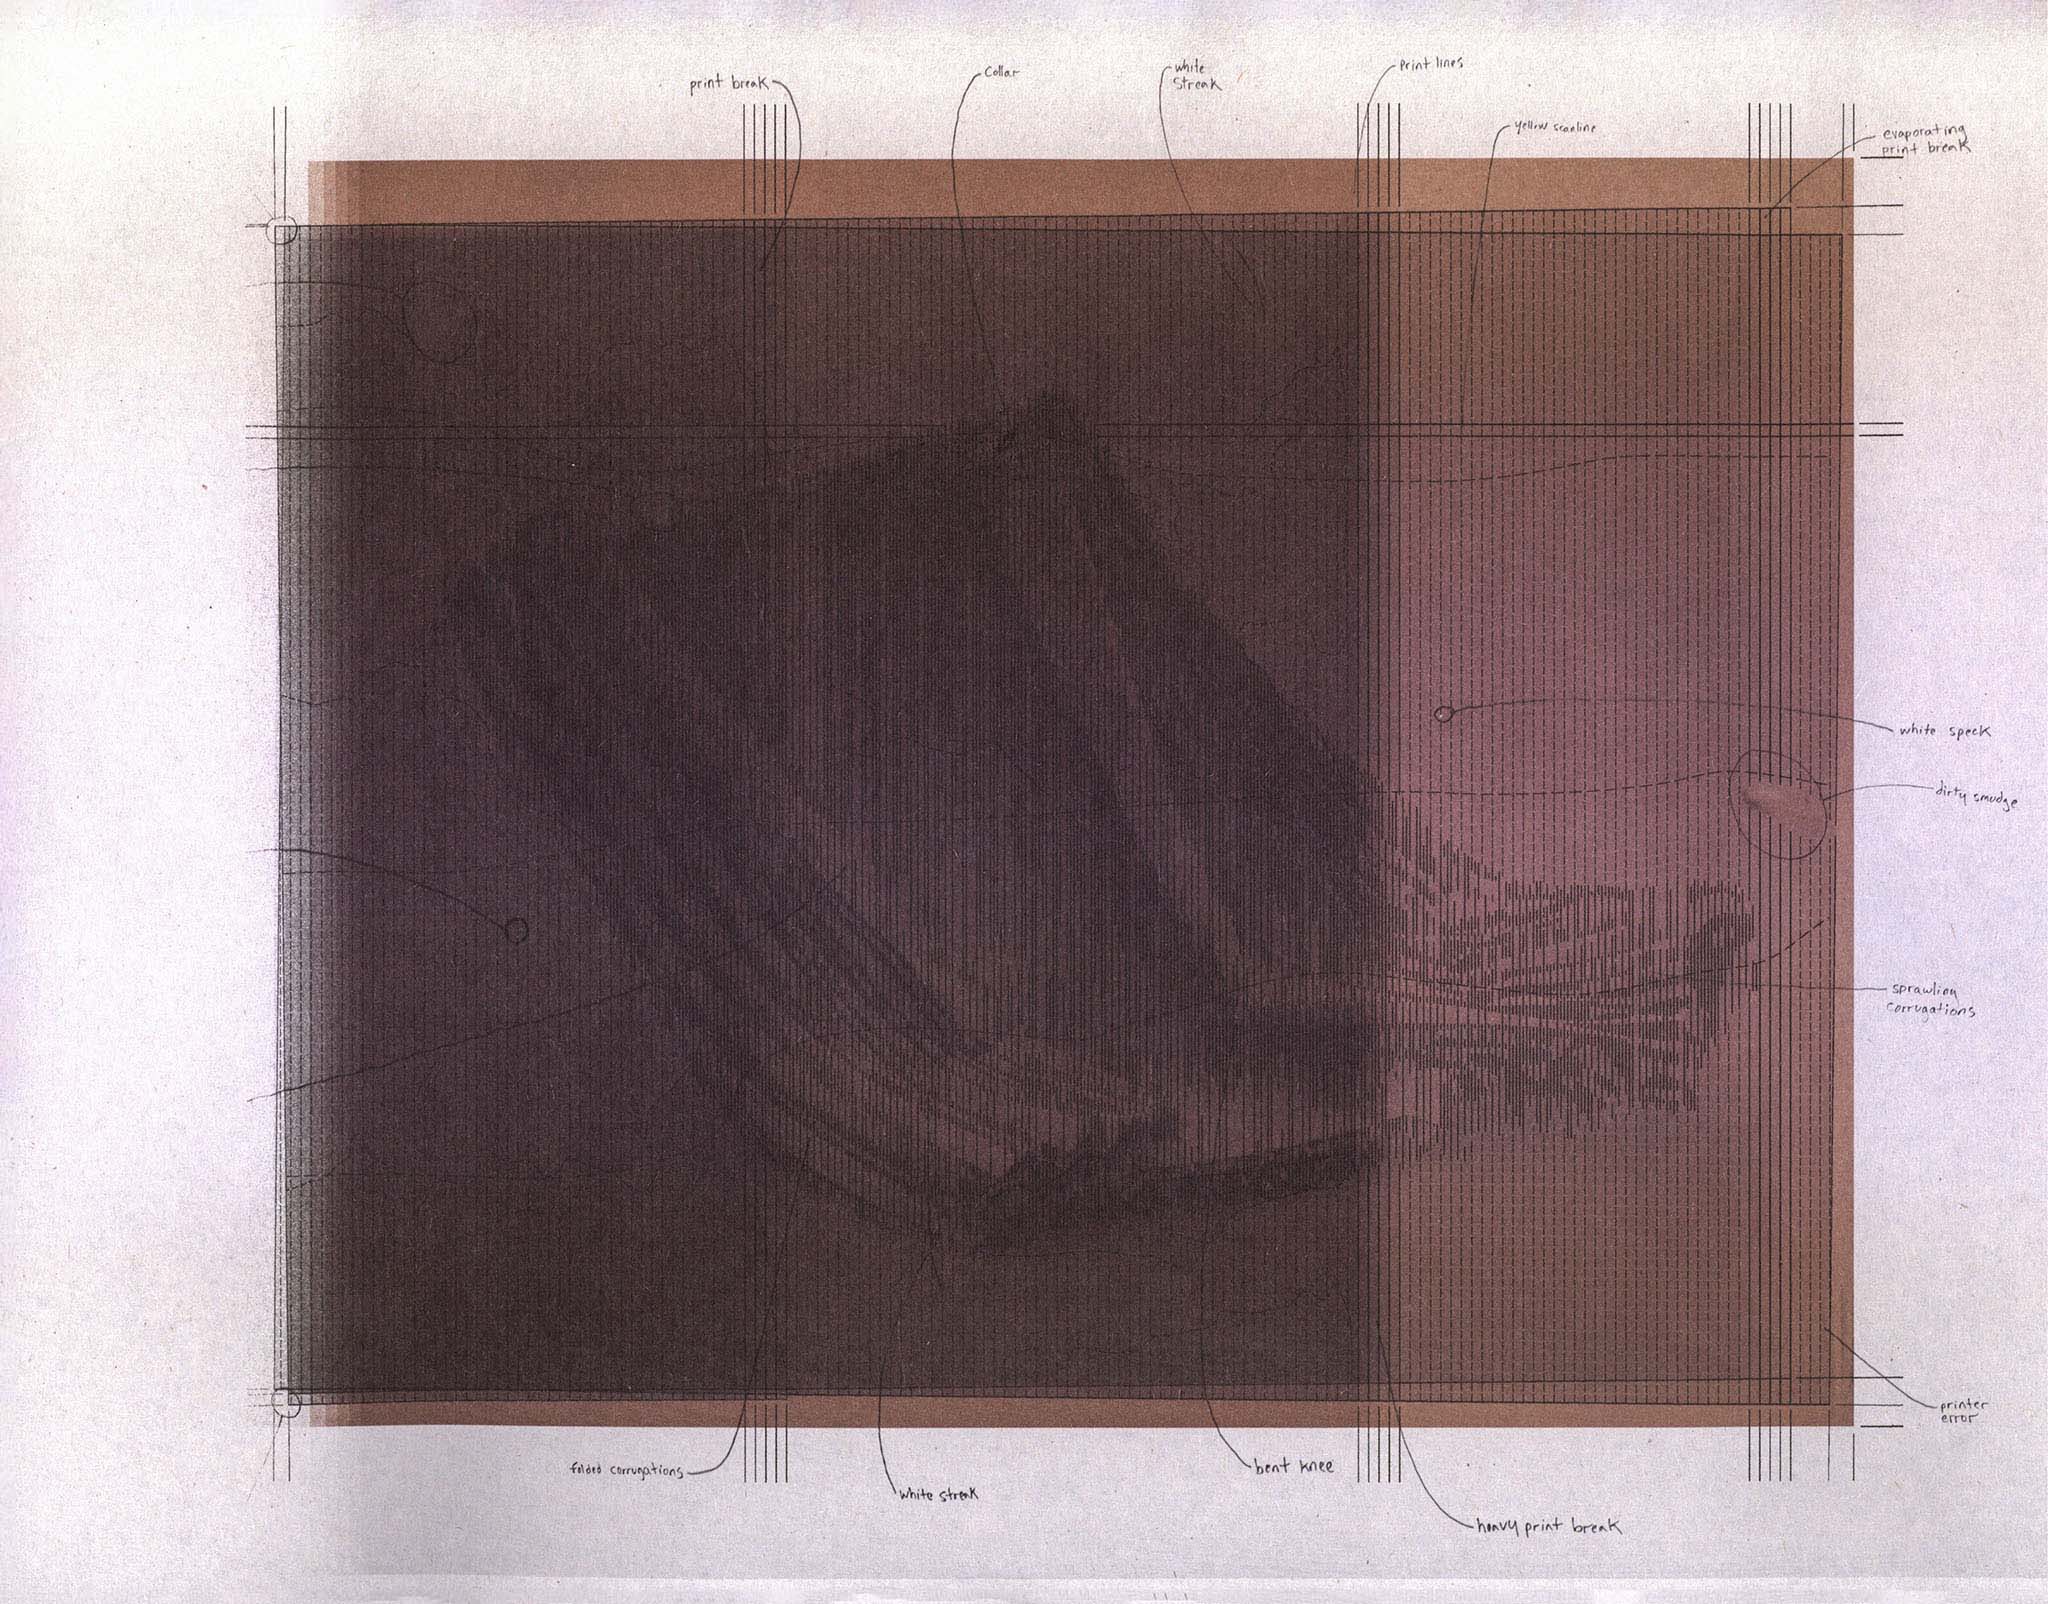 print break
Collar
white
Streak
Print lines
yellow scanline
evaporating
print break
white speck
dirty smudge
sprawling
corrugations
printer
error
folded corrugations
white streak
bent knee
heavy print break